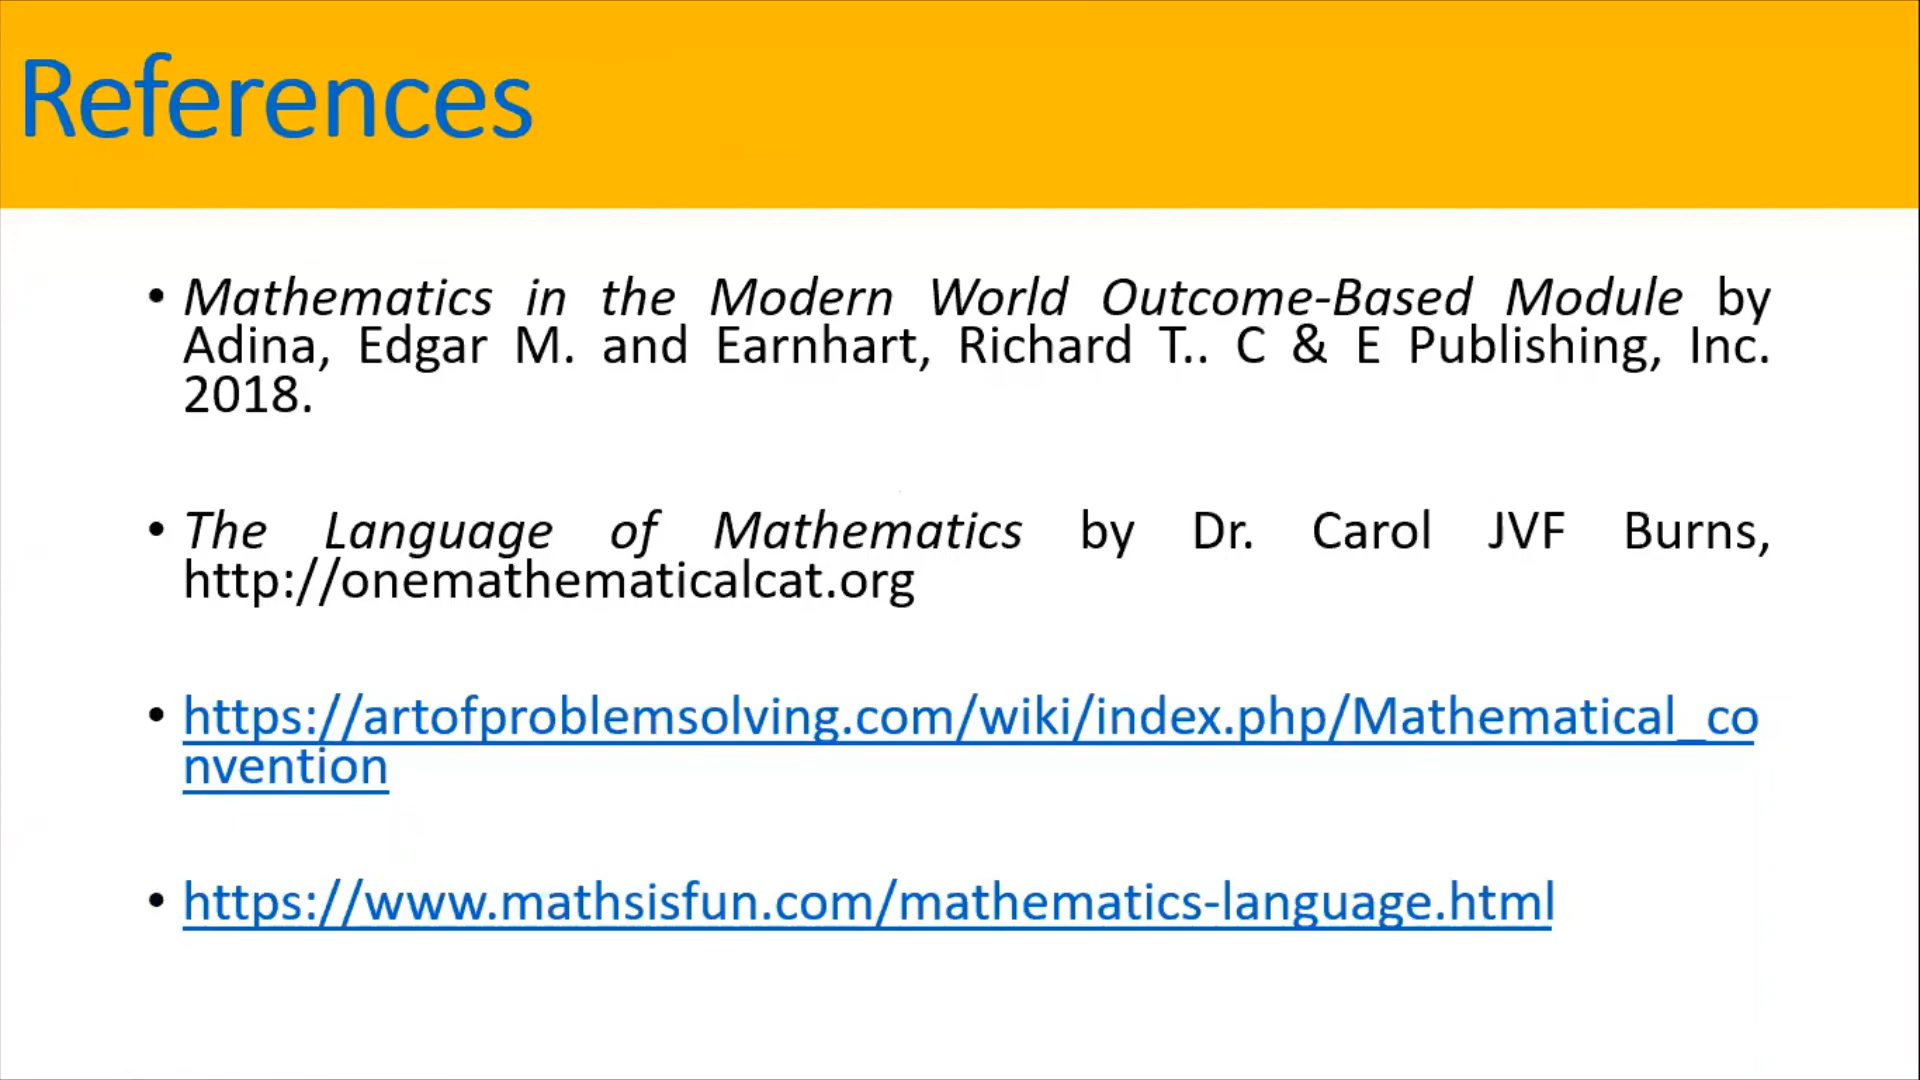 References
• Mathematics in the Modern World Outcome-Based Module by
Adina, Edgar M. and Earnhart, Richard T.. C & E Publishing, Inc.
2018.
• The Language of Mathematics by Dr. Carol JVF Burns,
http://onemathematicalcat.org
• https://artofproblemsolving.com/wiki/index.php/Mathematical_co
nvention
• https://www.mathsisfun.com/mathematics-language.html